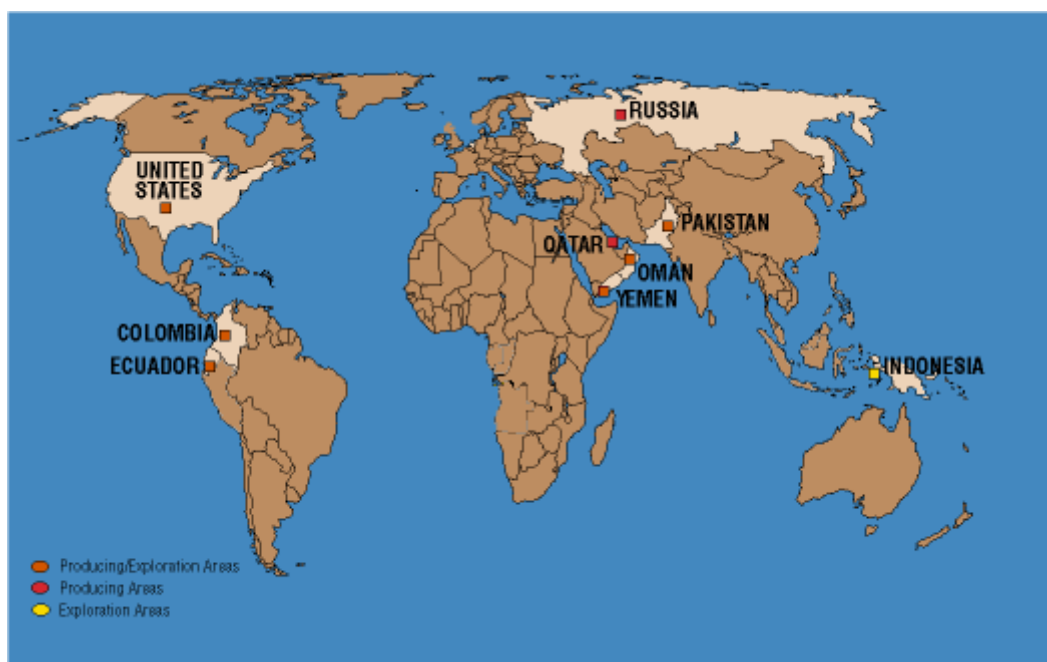 RUSSIA
UNITED
STATES
PAKISTAN
QATAR
OMAN
YEMEN
COLOMBIA
ECUADOR
INDONESIA
Producing/Exploration Areas
Producing Areas
Exploration Areas